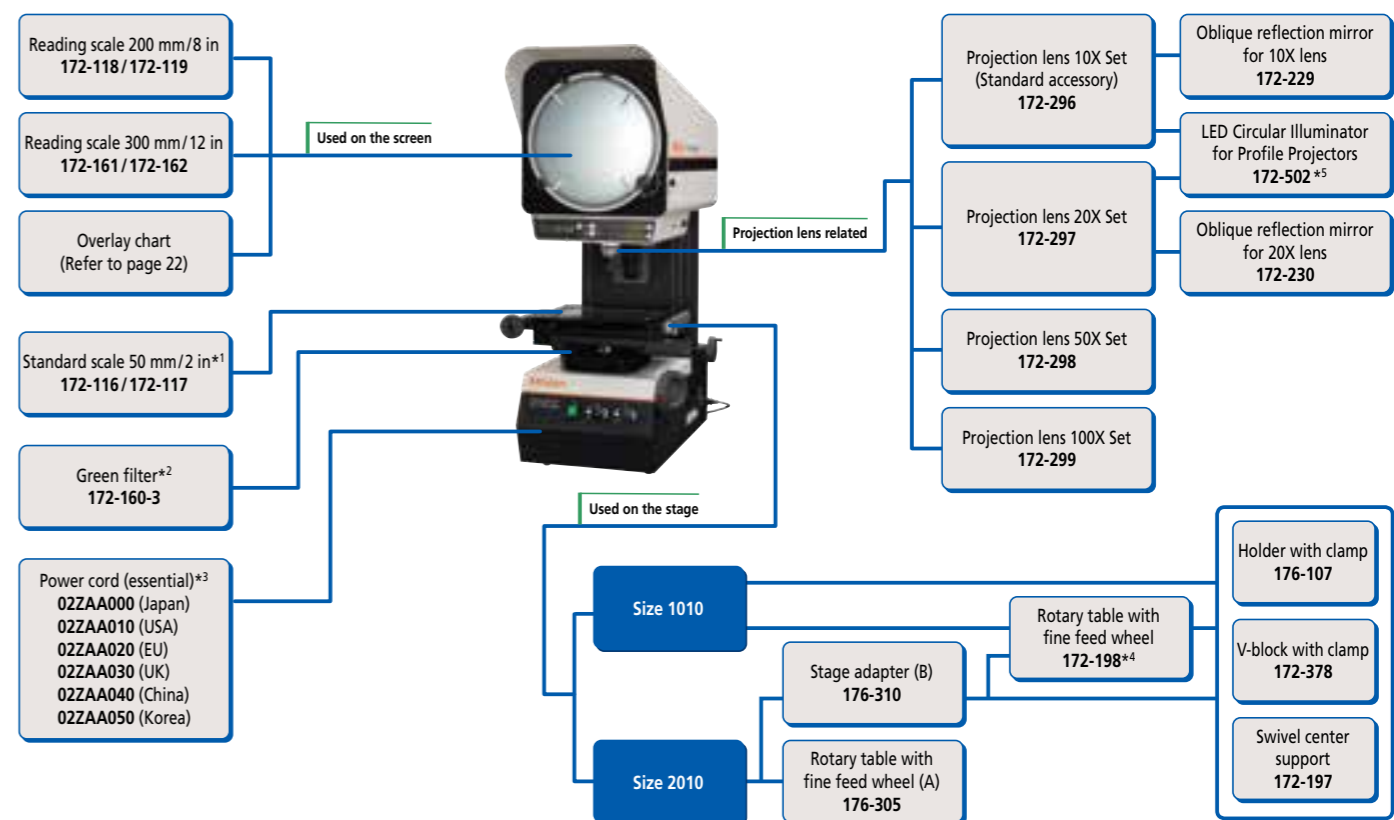 Reading scale 200 mm/8 in
172-118 / 172-119
Reading scale 300 mm/12 in
172-161 / 172-162
Overlay chart
(Refer to page 22)
Used on the screen
Standard scale 50 mm/2 in*1
172-116 / 172-117
Green filter*2
172-160-3
Power cord (essential)*3
02ZAA000 (Japan)
02ZAA010 (USA)
02ZAA020 (EU)
02ZAA030 (UK)
02ZAA040 (China)
02ZAA050 (Korea)
Projection lens related
Projection lens 10X Set
(Standard accessory)
172-296
Projection lens 20X Set
172-297
Projection lens 50X Set
172-298
Projection lens 100X Set
172-299
Oblique reflection mirror
for 10X lens
172-229
LED Circular Illuminator
for Profile Projectors
172-502 *5
Oblique reflection mirror
for 20X lens
172-230
Used on the stage
Size 1010
Size 2010
Stage adapter (B)
176-310
Rotary table with
fine feed wheel (A)
176-305
Rotary table with
fine feed wheel
172-198*4
Holder with clamp
176-107
V-block with clamp
172-378
Swivel center
support
172-197